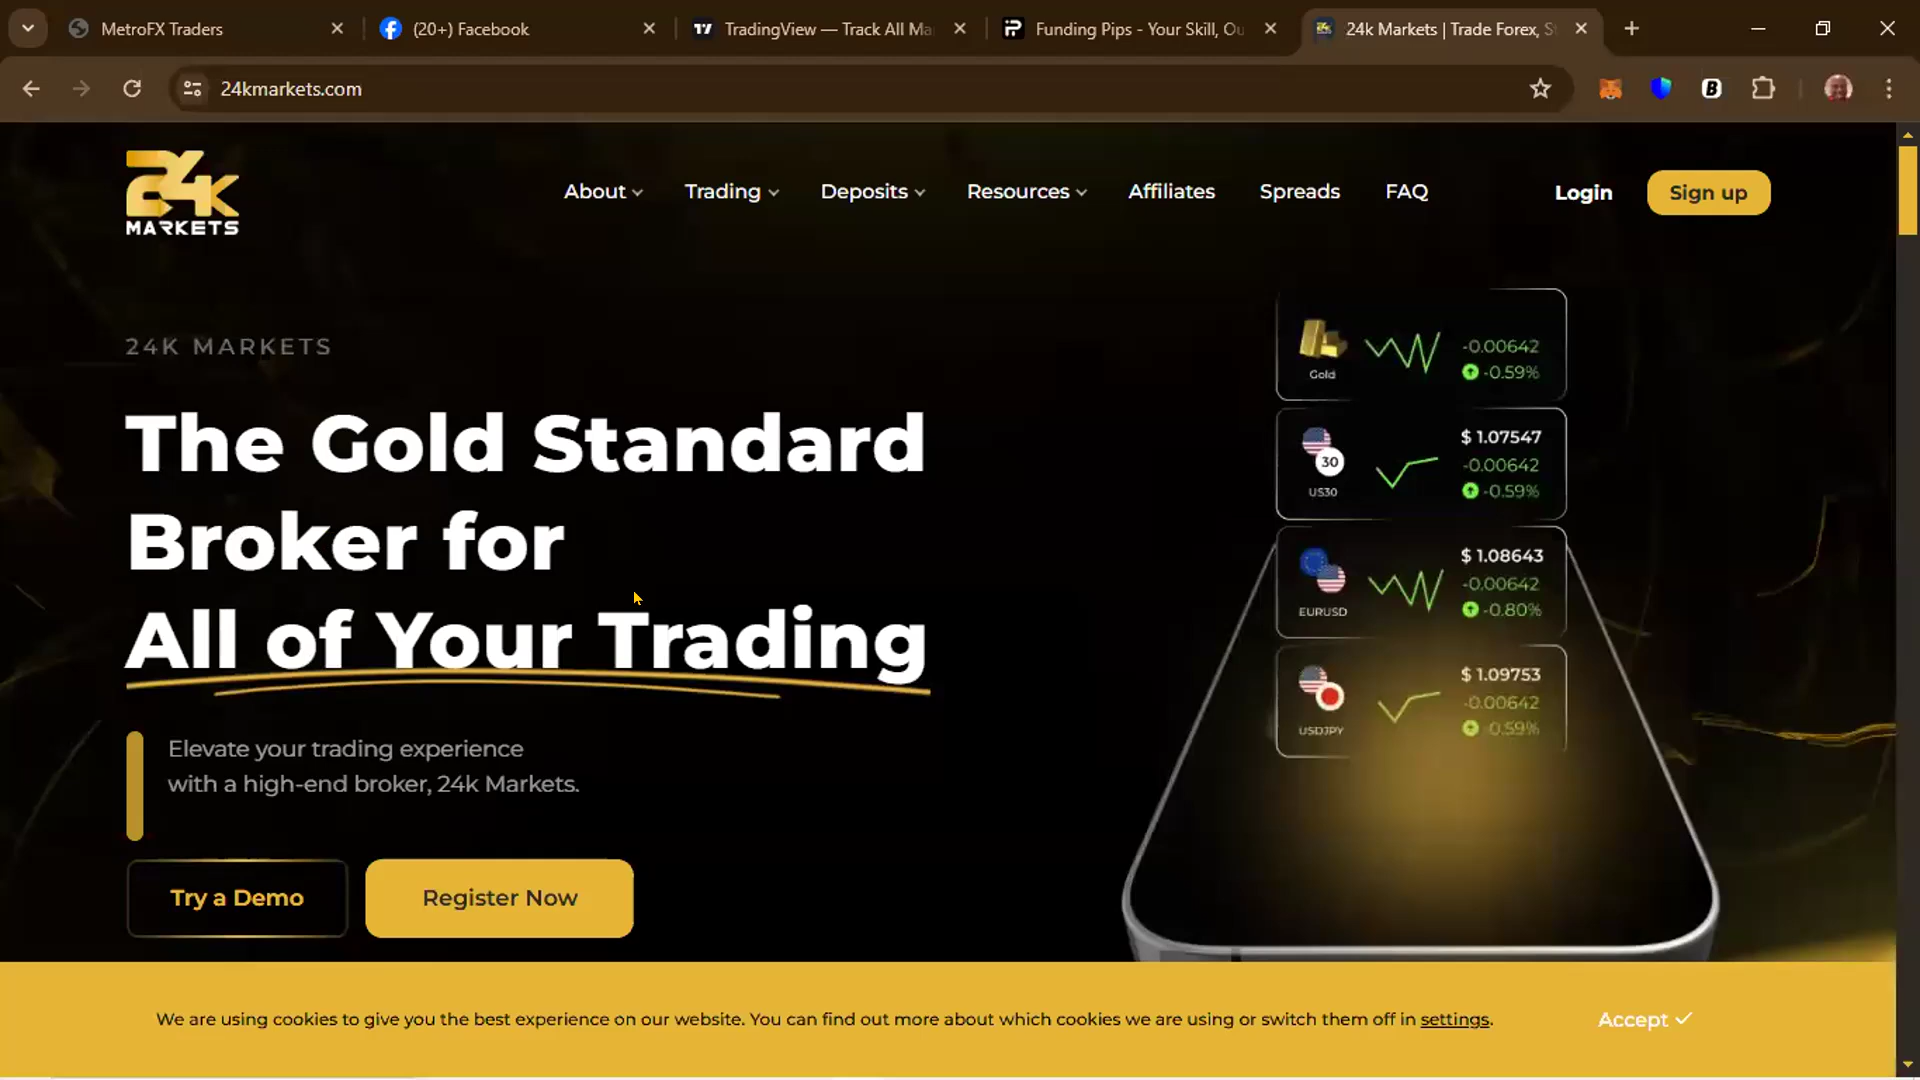 MetroFX Traders
(20+) Facebook
TradingView — Track All Ma
Funding Pips - Your Skill, Ou
24k Markets | Trade Forex, S
24kmarkets.com
24K
MARKETS
About
Trading
Deposits
Resources
Affiliates
Spreads
FAQ
Login
Sign up
24K MARKETS
The Gold Standard
Broker for
All of Your Trading
Elevate your trading experience
with a high-end broker, 24k Markets.
Try a Demo
Register Now
Gold
-0.00642
-0.59%
30
US30
$ 1.07547
-0.00642
-0.59%
EURUSD
$ 1.08643
-0.00642
-0.80%
USDJPY
$ 1.09753
-0.00642
-0.59%
We are using cookies to give you the best experience on our website. You can find out more about which cookies we are using or switch them off in settings.
Accept